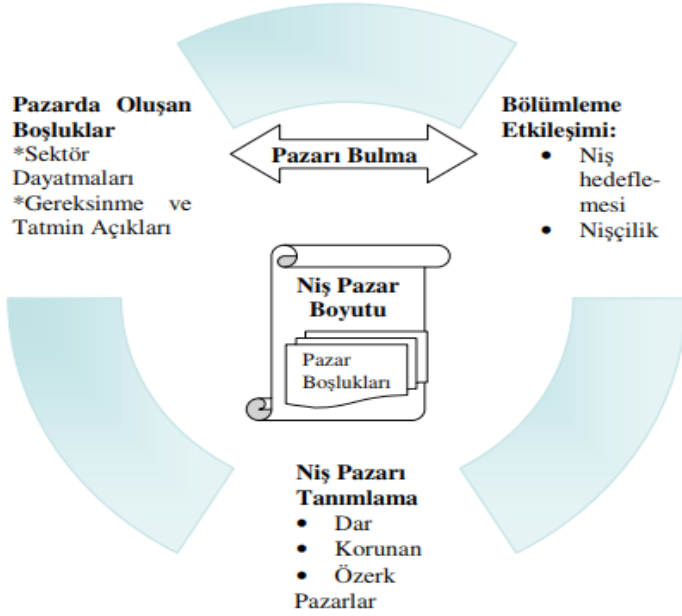 Pazarda Oluşan
Boşluklar
*Sektör
Dayatmaları
*Gereksinme ve
Tatmin Açıkları
Pazarı Bulma
Bölümleme
Etkileşimi:
• Niş
hedefle-
mesi
• Nişçilik
Niş Pazar
Boyutu
Pazar
Boşlukları
Niş Pazarı
Tanımlama
• Dar
• Korunan
• Özerk
Pazarlar